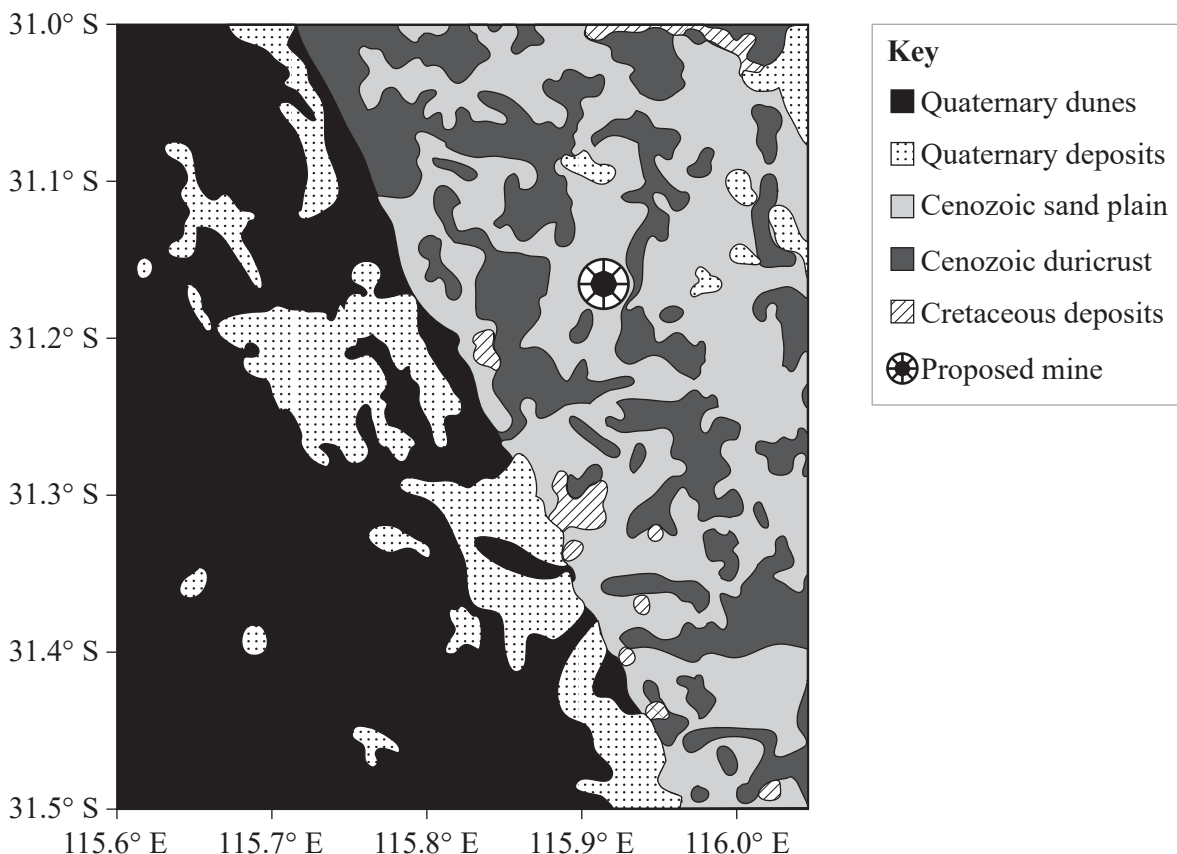 31.0° S
31.1° S
31.2° S
31.3° S
31.4° S
31.5° S
115.6° E
115.7° E
115.8° E
115.9° E
116.0° E
Key
Quaternary dunes
Quaternary deposits
Cenozoic sand plain
Cenozoic duricrust
Cretaceous deposits
Proposed mine